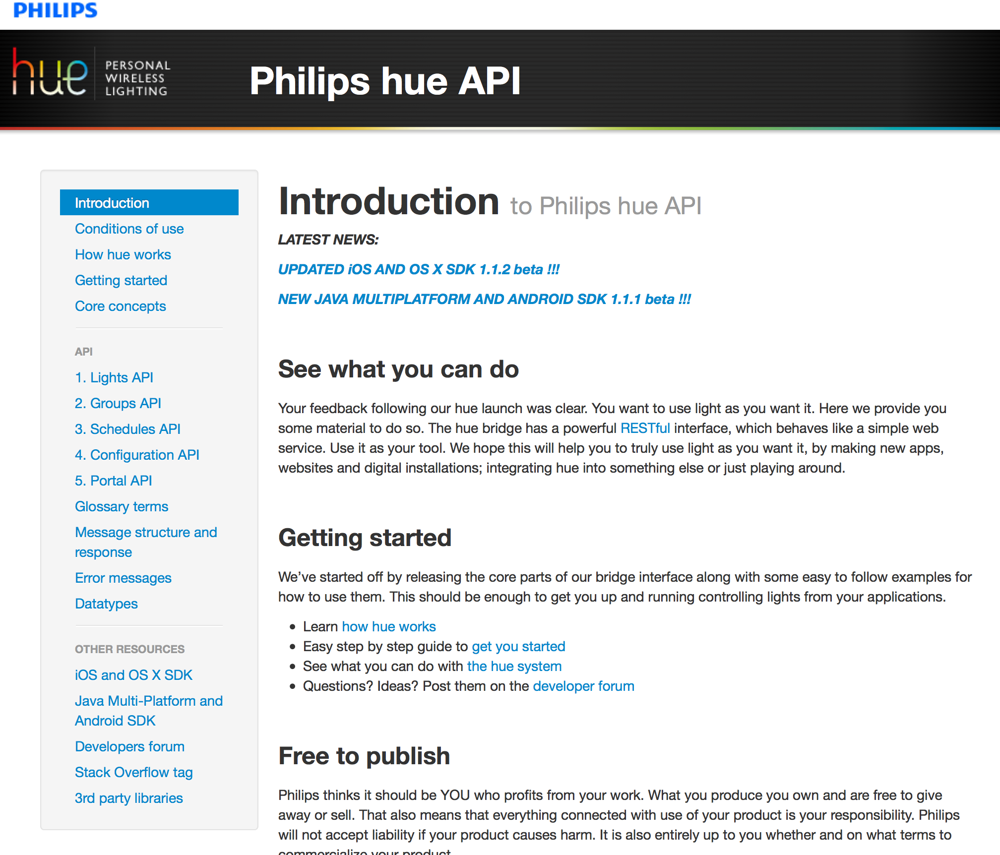 PHILIPS
hue
PERSONAL
WIRELESS
LIGHTING
Philips hue API
Introduction
Conditions of use
How hue works
Getting started
Core concepts
API
1. Lights API
2. Groups API
3. Schedules API
4. Configuration API
5. Portal API
Glossary terms
Message structure and
response
Error messages
Datatypes
OTHER RESOURCES
iOS and OS X SDK
Java Multi-Platform and
Android SDK
Developers forum
Stack Overflow tag
3rd party libraries
Introduction to Philips hue API
LATEST NEWS:
UPDATED iOS AND OS X SDK 1.1.2 beta !!!
NEW JAVA MULTIPLATFORM AND ANDROID SDK 1.1.1 beta !!!
See what you can do
Your feedback following our hue launch was clear. You want to use light as you want it. Here we provide you
some material to do so. The hue bridge has a powerful RESTful interface, which behaves like a simple web
service. Use it as your tool. We hope this will help you to truly use light as you want it, by making new apps,
websites and digital installations; integrating hue into something else or just playing around.
Getting started
We’ve started off by releasing the core parts of our bridge interface along with some easy to follow examples for
how to use them. This should be enough to get you up and running controlling lights from your applications.
• Learn how hue works
• Easy step by step guide to get you started
• See what you can do with the hue system
• Questions? Ideas? Post them on the developer forum
Free to publish
Philips thinks it should be YOU who profits from your work. What you produce you own and are free to give
away or sell. That also means that everything connected with use of your product is your responsibility. Philips
will not accept liability if your product causes harm. It is also entirely up to you whether and on what terms to
commercialize your product.